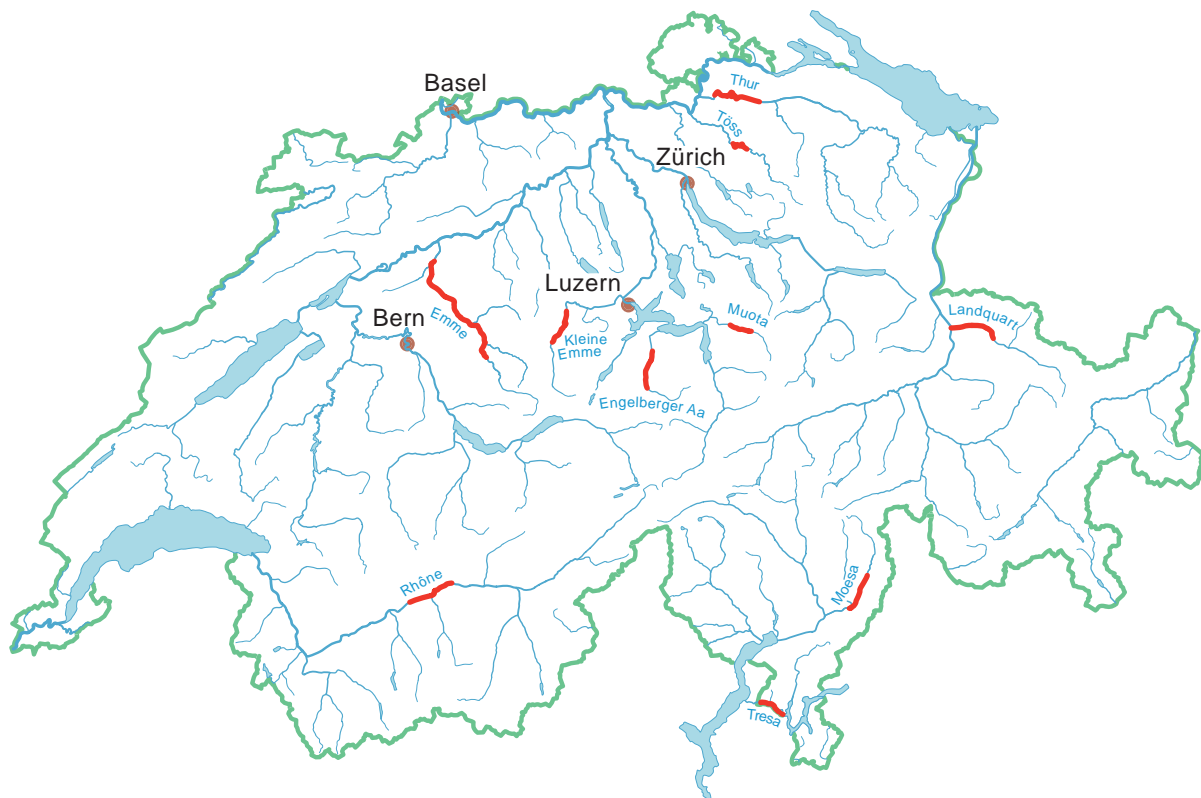 Basel
Thur
Töss
Zürich
Luzern
Bern
Emme
Kleine
Emme
Muota
Landquart
Engelberger Aa
Rhône
Moesa
Tresa